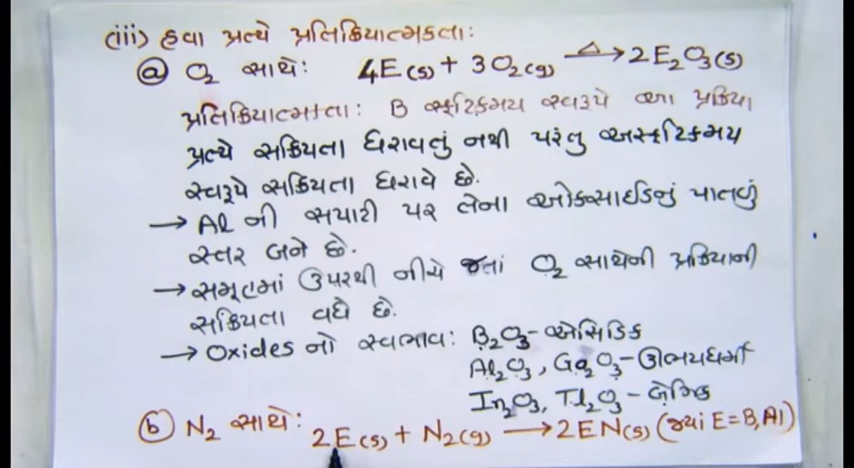 (iii) હવા પ્રત્યે પ્રતિક્રિયાત્મકતા:
ⓐ O₂ સાથે: 4E(s) + 3O₂(g) —Δ→ 2E₂O₃(s)
પ્રતિક્રિયાત્મકતા: B સ્ફટિકમય સ્વરૂપે આ પ્રક્રિયા
પ્રત્યે સક્રિયતા ધરાવતું નથી પરંતુ અસ્ફટિકમય
સ્વરૂપે સક્રિયતા ધરાવે છે.
→ Al ની સપાટી પર તેના ઓક્સાઈડનું પાતળું
સ્તર બને છે.
→ સમૂહમાં ઉપરથી નીચે જતાં O₂ સાથેની પ્રક્રિયાની
સક્રિયતા વધે છે.
→ Oxides નો સ્વભાવ: B₂O₃ - એસિડિક
Al₂O₃, Ga₂O₃ - ઊભયધર્મી
In₂O₃, Tl₂O₃ - બેઝિક
ⓑ N₂ સાથે: 2E(s) + N₂(g) → 2EN(s) (જ્યાં E = B, Al)